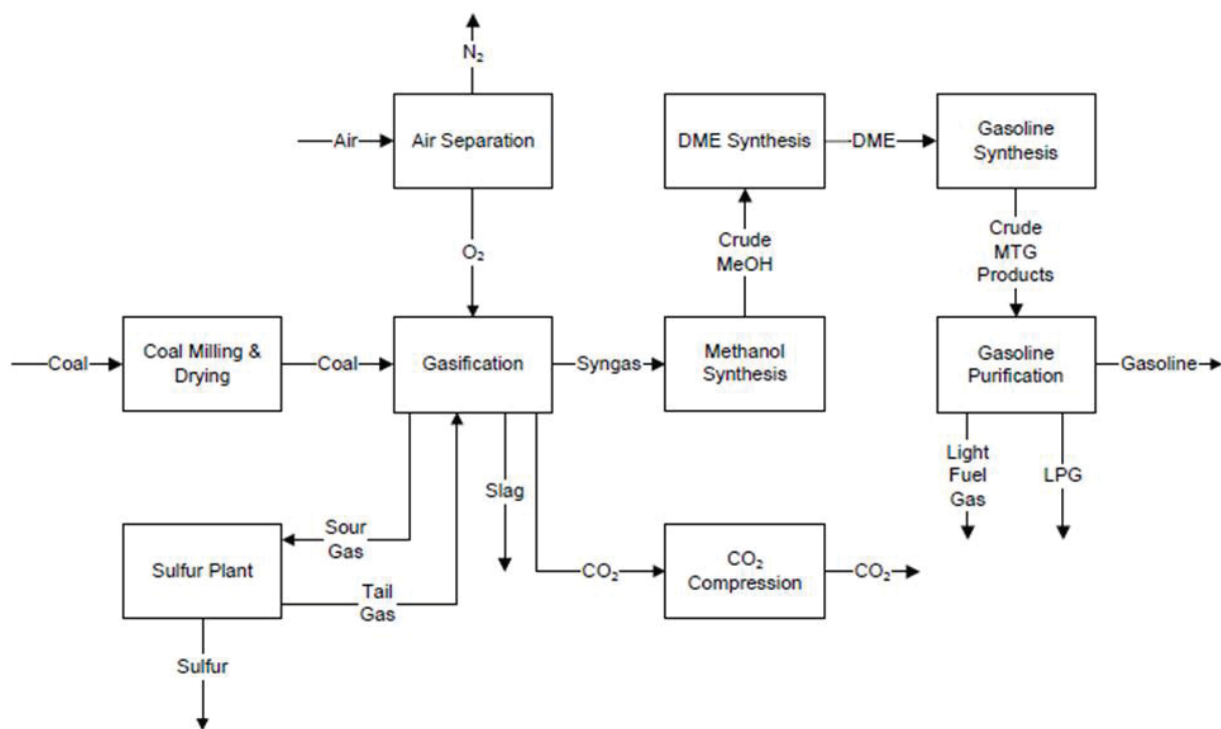 N₂
Air
Air Separation
DME Synthesis
DME
Gasoline
Synthesis
O₂
Crude
MeOH
Crude
MTG
Products
Coal
Coal Milling &
Drying
Coal
Gasification
Syngas
Methanol
Synthesis
Gasoline
Purification
Gasoline
Sour
Gas
Slag
Light
Fuel
Gas
LPG
Sulfur Plant
Tail
Gas
CO₂
CO₂
Compression
CO₂
Sulfur